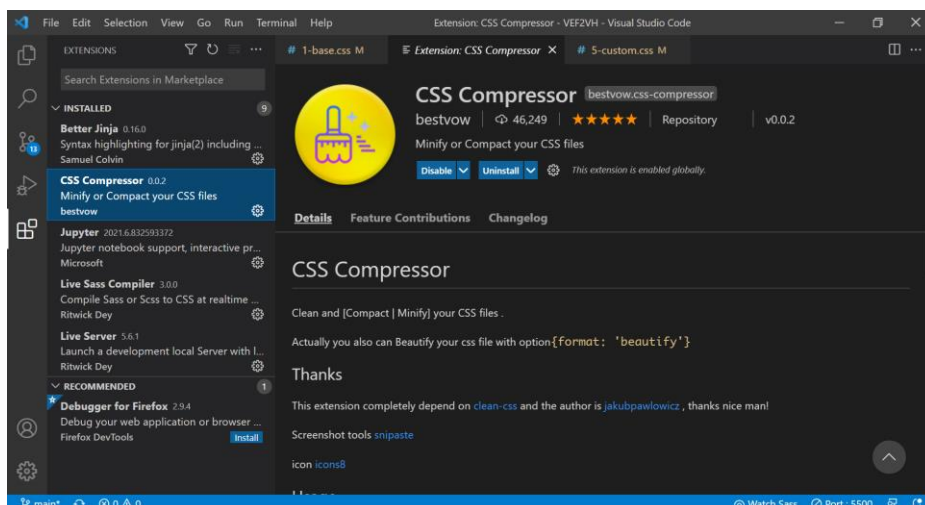 File Edit Selection View Go Run Terminal Help Extension: CSS Compressor - VEF2VH - Visual Studio Code
EXTENSIONS
# 1-base.css M Extension: CSS Compressor # 5-custom.css M
Search Extensions in Marketplace
INSTALLED 9
Better Jinja 0.16.0
Syntax highlighting for jinja(2) including ...
Samuel Colvin
CSS Compressor 0.0.2
Minify or Compact your CSS files
bestvow
Jupyter 2021.6.832593372
Jupyter notebook support, interactive pr...
Microsoft
Live Sass Compiler 3.0.0
Compile Sass or Scss to CSS at realtime ...
Ritwick Dey
Live Server 5.6.1
Launch a development local Server with l...
Ritwick Dey
RECOMMENDED 1
Debugger for Firefox 2.9.4
Debug your web application or browser ...
Firefox DevTools Install
13
CSS Compressor bestvow.css-compressor
bestvow 46,249 Repository v0.0.2
Minify or Compact your CSS files
Disable Uninstall This extension is enabled globally.
Details Feature Contributions Changelog
CSS Compressor
Clean and [Compact | Minify] your CSS files .
Actually you also can Beautify your css file with option{format: 'beautify'}
Thanks
This extension completely depend on clean-css and the author is jakubpawlowicz , thanks nice man!
Screenshot tools snipaste
icon icons8
main* 0 0 Watch Sass Port : 5500